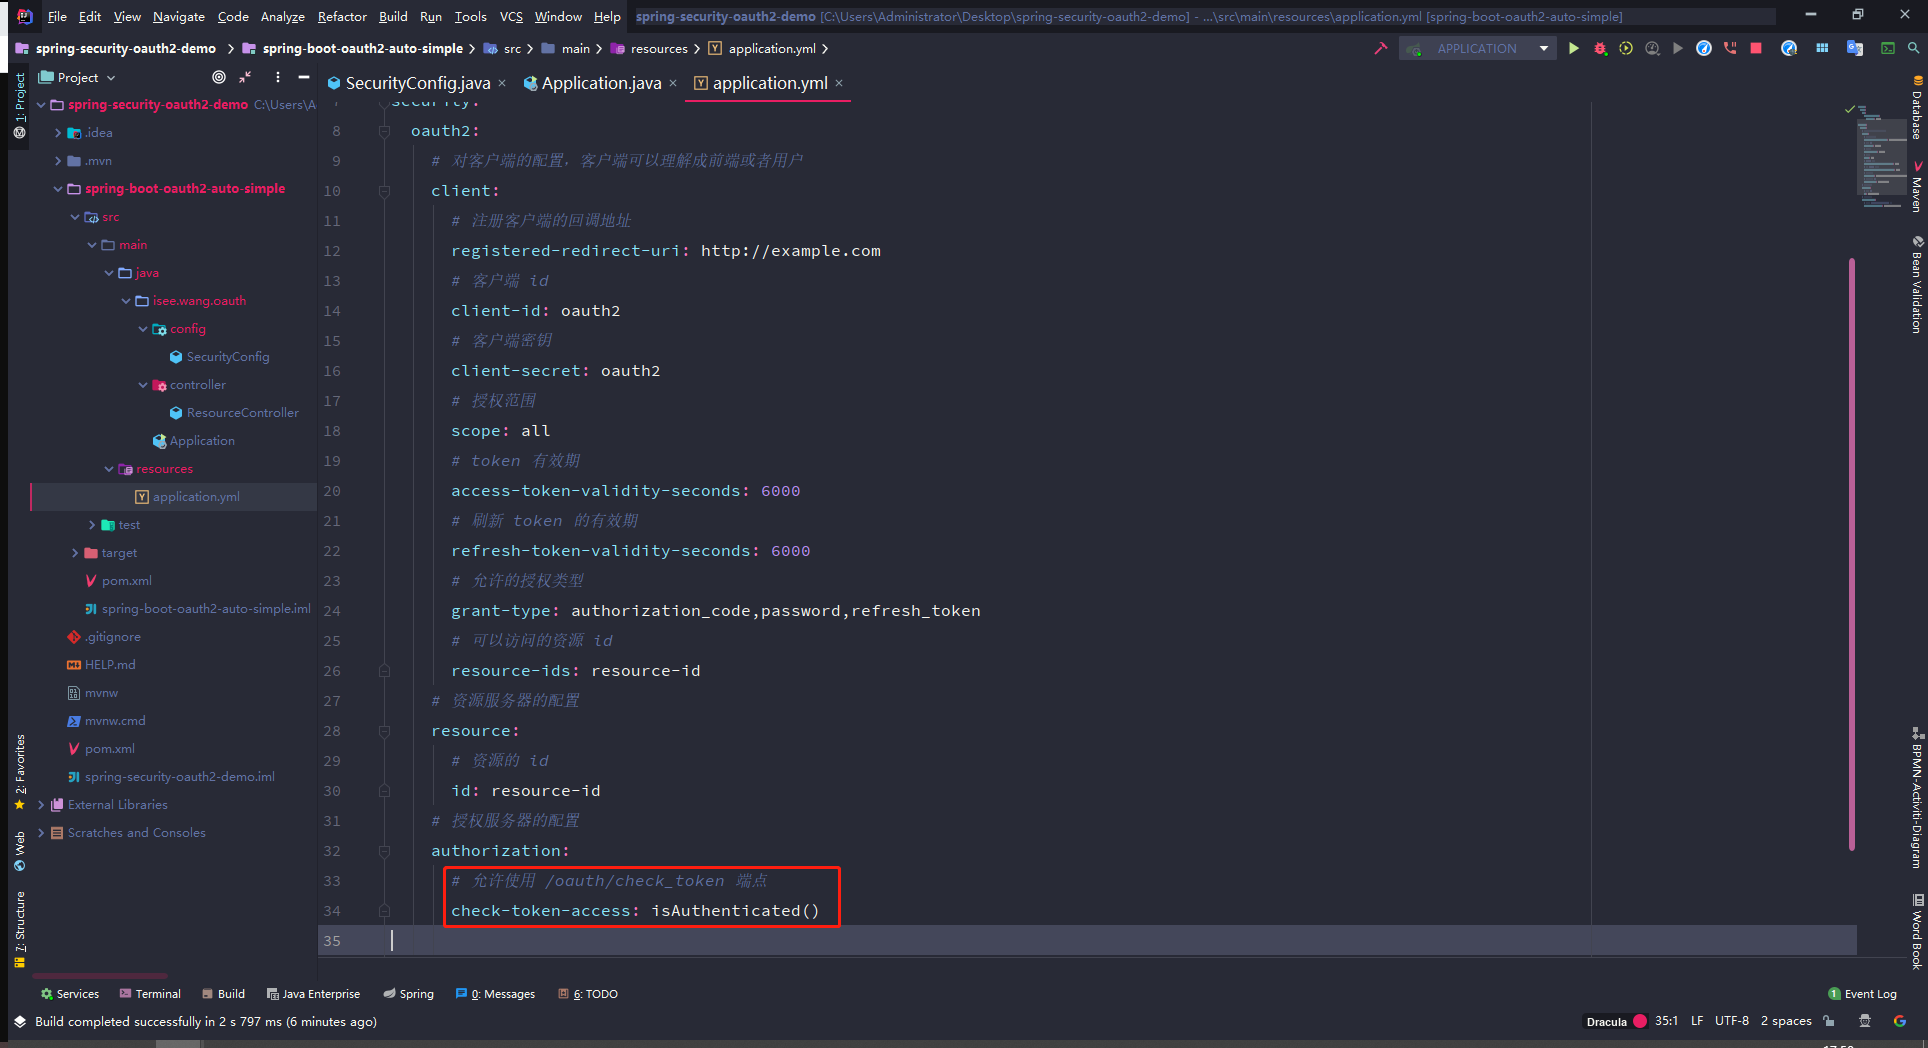 File Edit View Navigate Code Analyze Refactor Build Run Tools VCS Window Help spring-security-oauth2-demo [C:\Users\Administrator\Desktop\spring-security-oauth2-demo] - ...\src\main\resources\application.yml [spring-boot-oauth2-auto-simple]
spring-security-oauth2-demo spring-boot-oauth2-auto-simple src main resources application.yml APPLICATION
Project
SecurityConfig.java Application.java application.yml
1: Project
2: Favorites
Web
7: Structure
spring-security-oauth2-demo C:\Users\A
.idea
.mvn
spring-boot-oauth2-auto-simple
src
main
java
isee.wang.oauth
config
SecurityConfig
controller
ResourceController
Application
resources
application.yml
test
target
pom.xml
spring-boot-oauth2-auto-simple.iml
.gitignore
HELP.md
mvnw
mvnw.cmd
pom.xml
spring-security-oauth2-demo.iml
External Libraries
Scratches and Consoles
7 security:
8 oauth2:
9 # 对客户端的配置，客户端可以理解成前端或者用户
10 client:
11 # 注册客户端的回调地址
12 registered-redirect-uri: http://example.com
13 # 客户端 id
14 client-id: oauth2
15 # 客户端密钥
16 client-secret: oauth2
17 # 授权范围
18 scope: all
19 # token 有效期
20 access-token-validity-seconds: 6000
21 # 刷新 token 的有效期
22 refresh-token-validity-seconds: 6000
23 # 允许的授权类型
24 grant-type: authorization_code,password,refresh_token
25 # 可以访问的资源 id
26 resource-ids: resource-id
27 # 资源服务器的配置
28 resource:
29 # 资源的 id
30 id: resource-id
31 # 授权服务器的配置
32 authorization:
33 # 允许使用 /oauth/check_token 端点
34 check-token-access: isAuthenticated()
35
Database
Maven
Bean Validation
BPMN-Activiti-Diagram
Word Book
Services Terminal Build Java Enterprise Spring 0: Messages 6: TODO 1 Event Log
Build completed successfully in 2 s 797 ms (6 minutes ago) Dracula 35:1 LF UTF-8 2 spaces